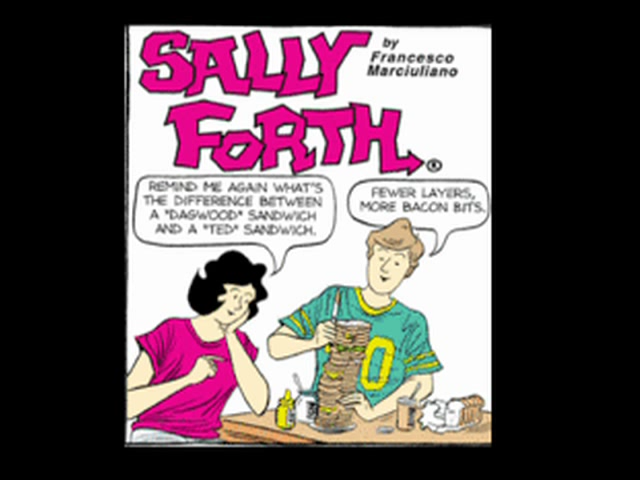 SALLY
FORTH
by
Francesco
Marciuliano
REMIND ME AGAIN WHAT'S
THE DIFFERENCE BETWEEN
A "DAGWOOD" SANDWICH
AND A "TED" SANDWICH.
FEWER LAYERS,
MORE BACON BITS.
0